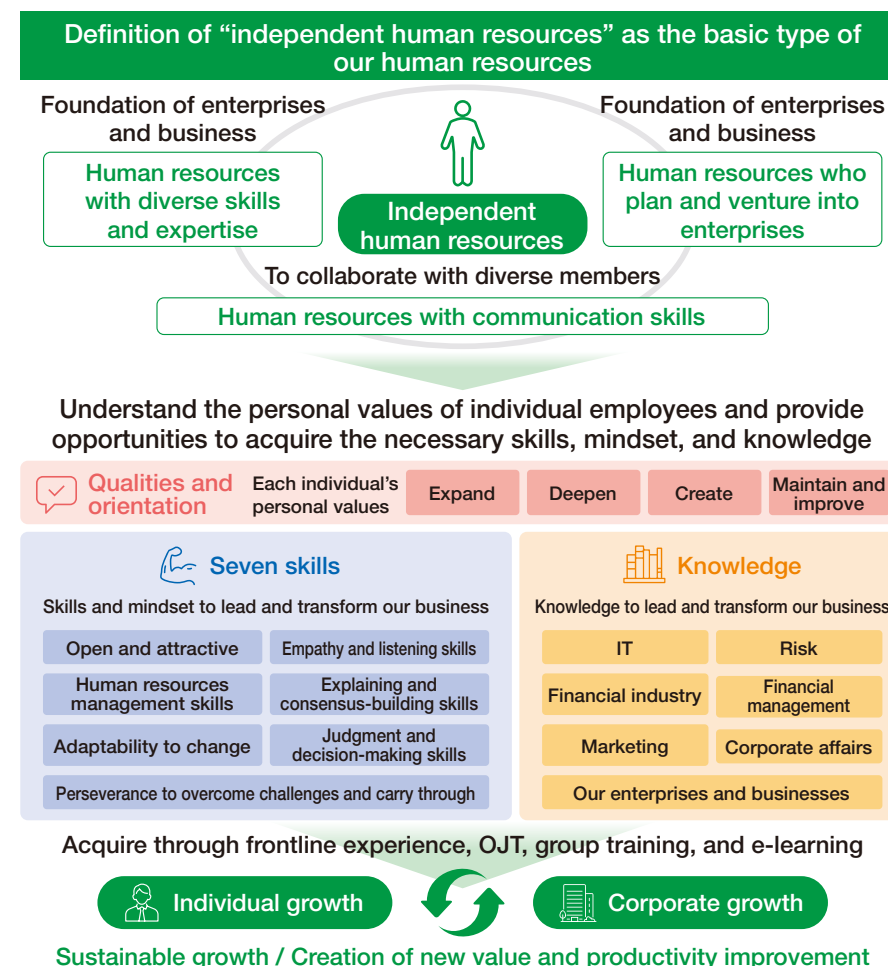 Definition of “independent human resources” as the basic type of
our human resources
Foundation of enterprises
and business
Human resources
with diverse skills
and expertise
Independent
human resources
Foundation of enterprises
and business
Human resources who
plan and venture into
enterprises
To collaborate with diverse members
Human resources with communication skills
Understand the personal values of individual employees and provide
opportunities to acquire the necessary skills, mindset, and knowledge
Qualities and
orientation
Each individual’s
personal values
Expand
Deepen
Create
Maintain and
improve
Seven skills
Skills and mindset to lead and transform our business
Open and attractive
Empathy and listening skills
Human resources
management skills
Explaining and
consensus-building skills
Adaptability to change
Judgment and
decision-making skills
Perseverance to overcome challenges and carry through
Knowledge
Knowledge to lead and transform our business
IT
Risk
Financial industry
Financial
management
Marketing
Corporate affairs
Our enterprises and businesses
Acquire through frontline experience, OJT, group training, and e-learning
Individual growth
Corporate growth
Sustainable growth / Creation of new value and productivity improvement